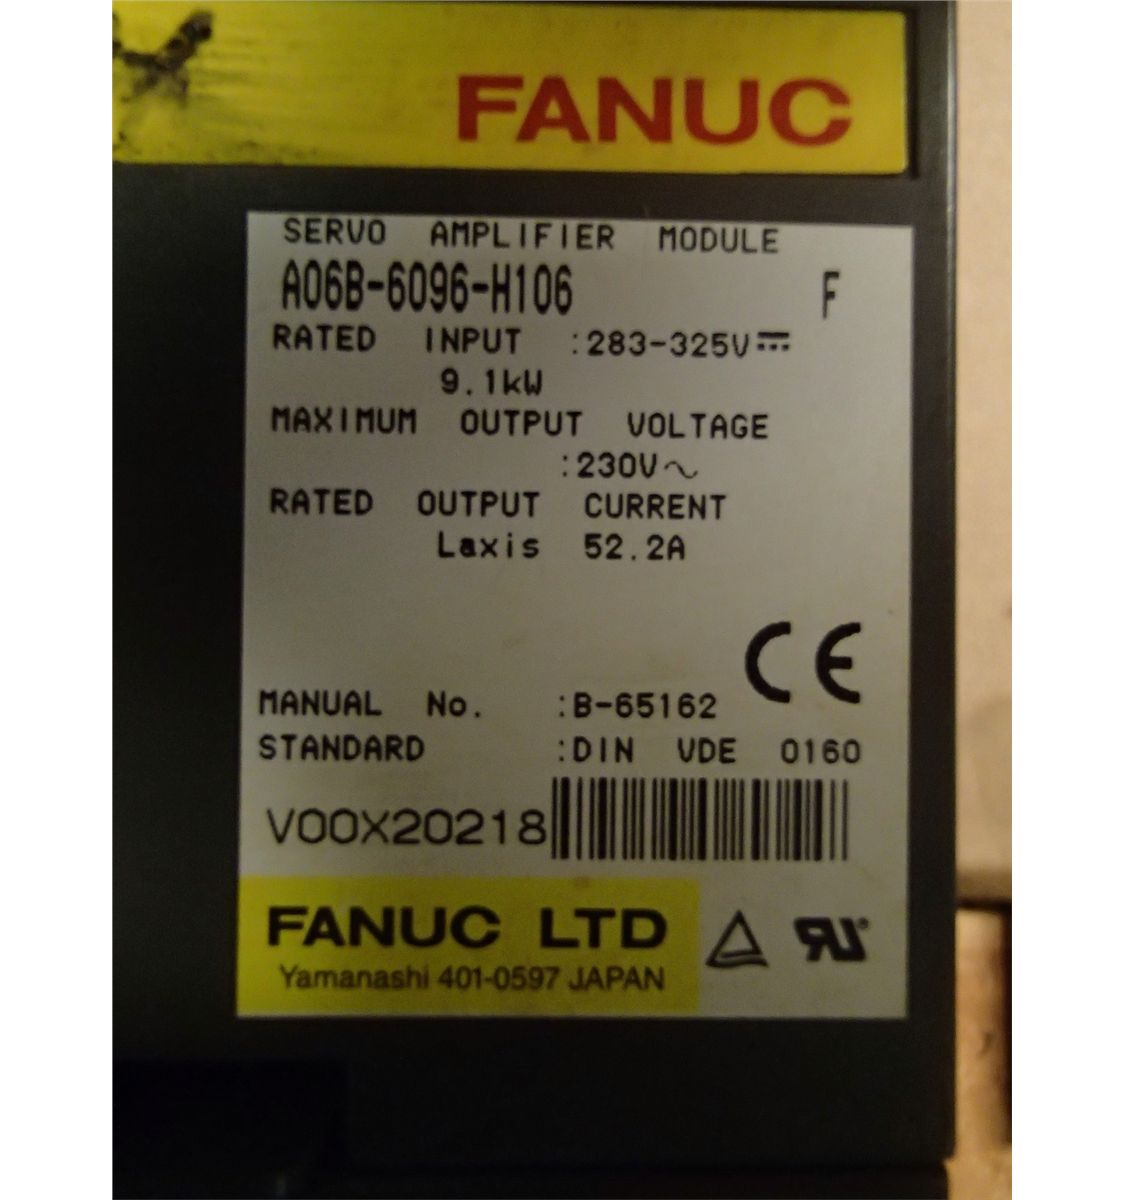 FANUC
SERVO AMPLIFIER MODULE
A06B-6096-H106 F
RATED INPUT :283-325V⎓
9.1kW
MAXIMUM OUTPUT VOLTAGE
:230V~
RATED OUTPUT CURRENT
Laxis 52.2A
CE
MANUAL No. :B-65162
STANDARD :DIN VDE 0160
V00X20218
FANUC LTD
Yamanashi 401-0597 JAPAN